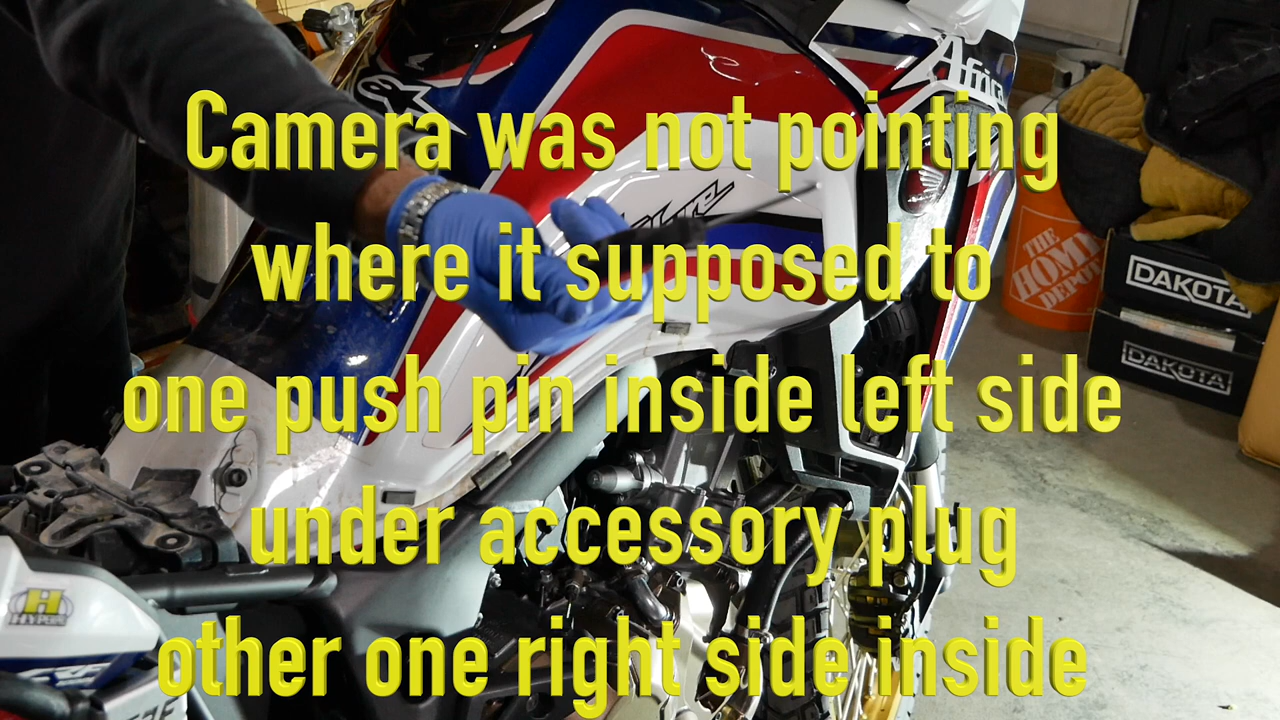 Africa
Camera was not pointing
where it supposed to
THE
HOME
DEPOT
DAKOTA
DAKOTA
one push pin inside left side
under accessory plug
H
other one right side inside